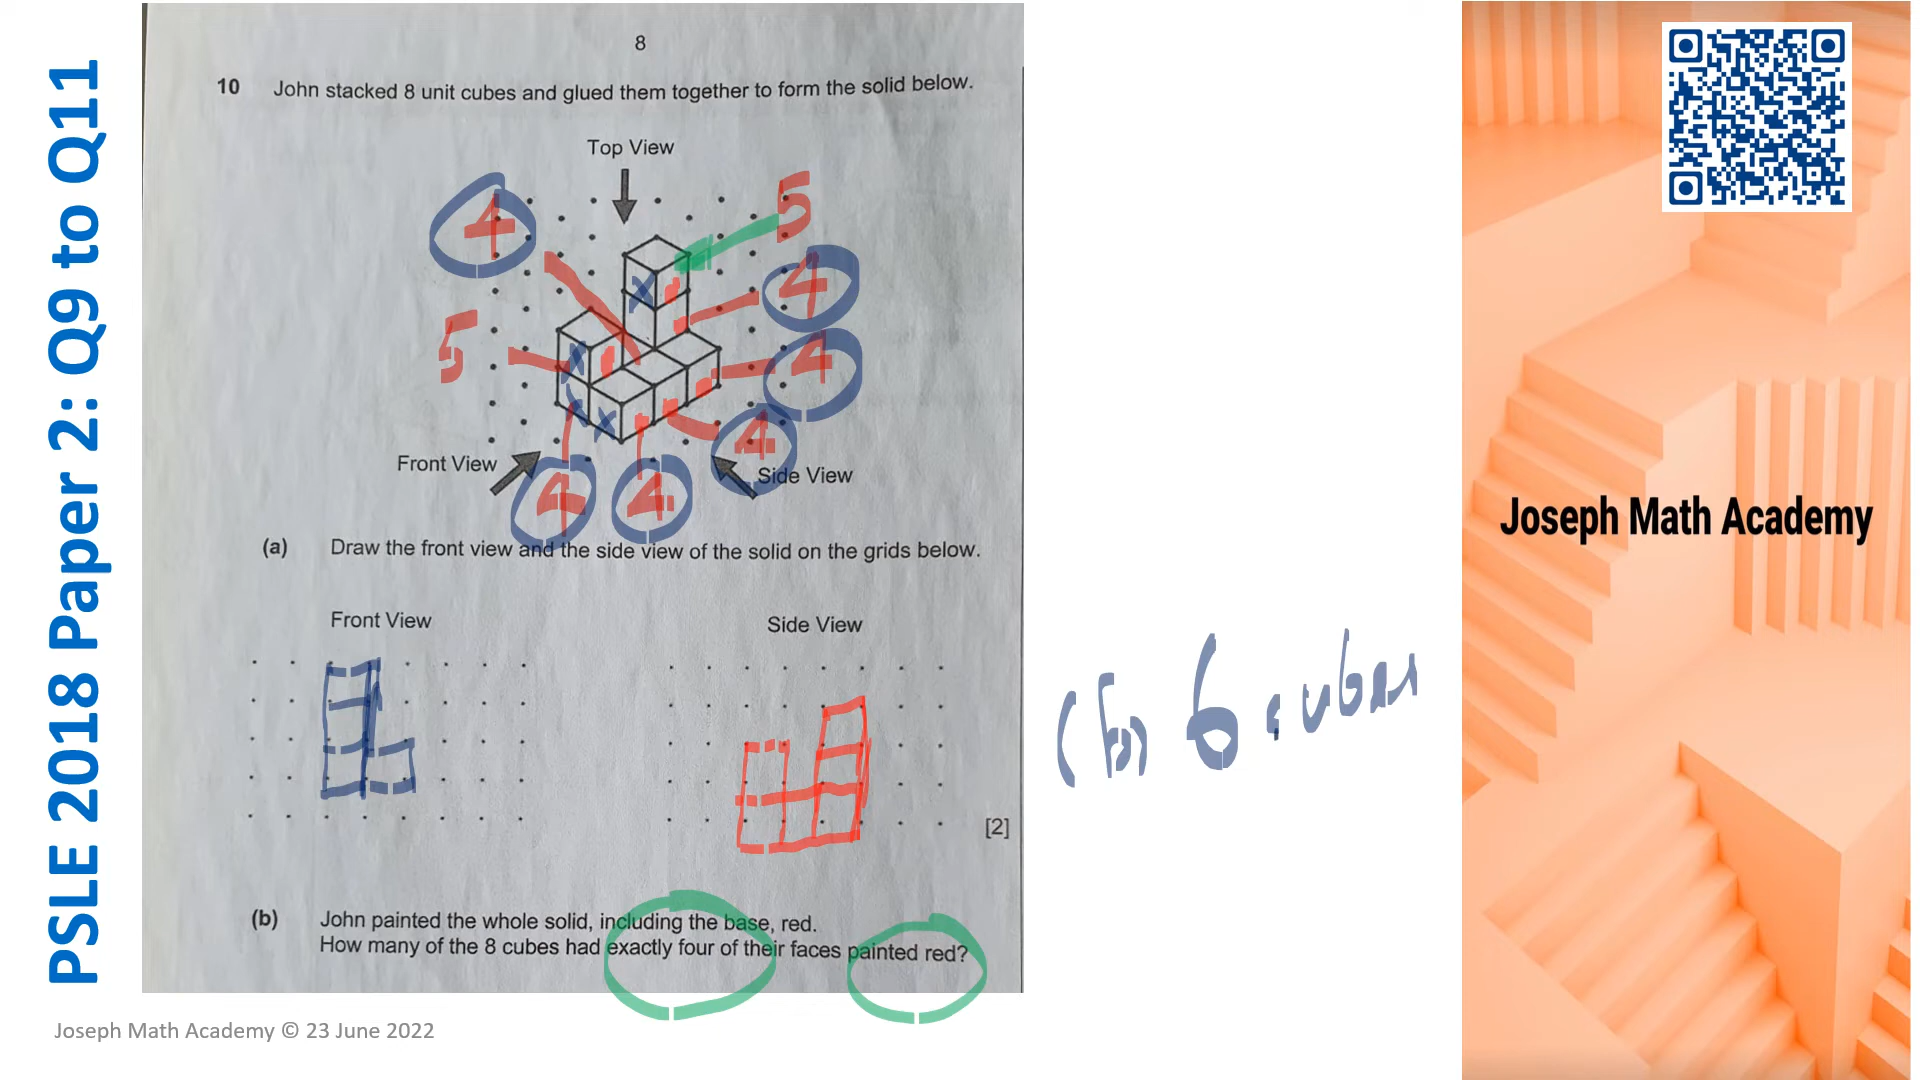 PSLE 2018 Paper 2: Q9 to Q11
8
10 John stacked 8 unit cubes and glued them together to form the solid below.
Top View
4
5
4
5
4
4
4
4
x
x
x
x
Front View
Side View
(a) Draw the front view and the side view of the solid on the grids below.
Front View
Side View
[2]
(b) John painted the whole solid, including the base, red.
How many of the 8 cubes had exactly four of their faces painted red?
(b) 6 cubes
Joseph Math Academy
Joseph Math Academy © 23 June 2022